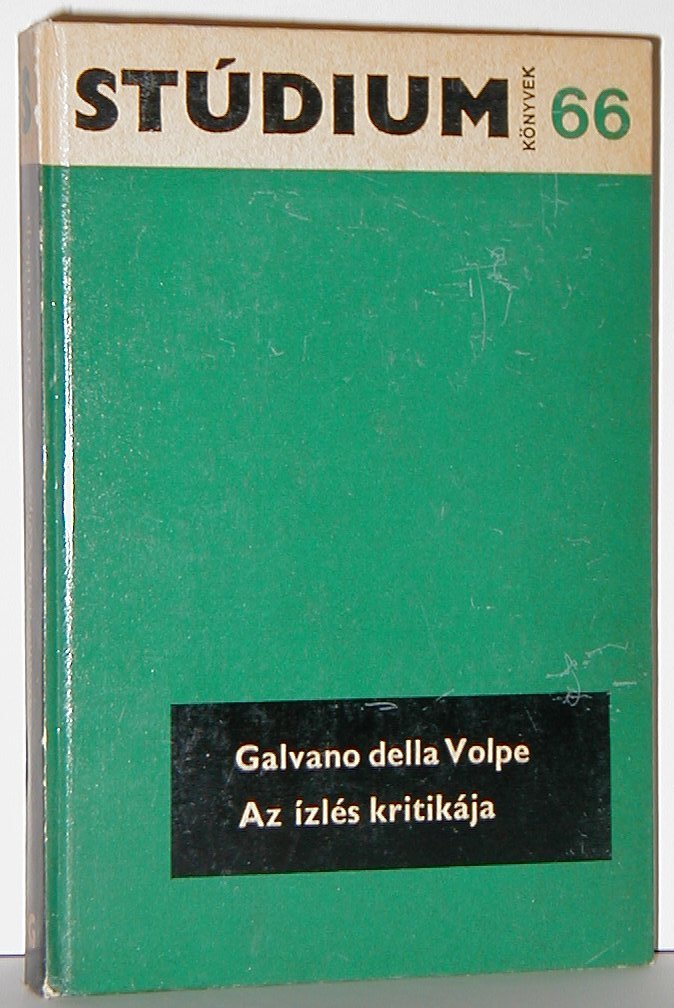 STÚDIUM
KÖNYVEK
66
Galvano della Volpe
Az ízlés kritikája
G